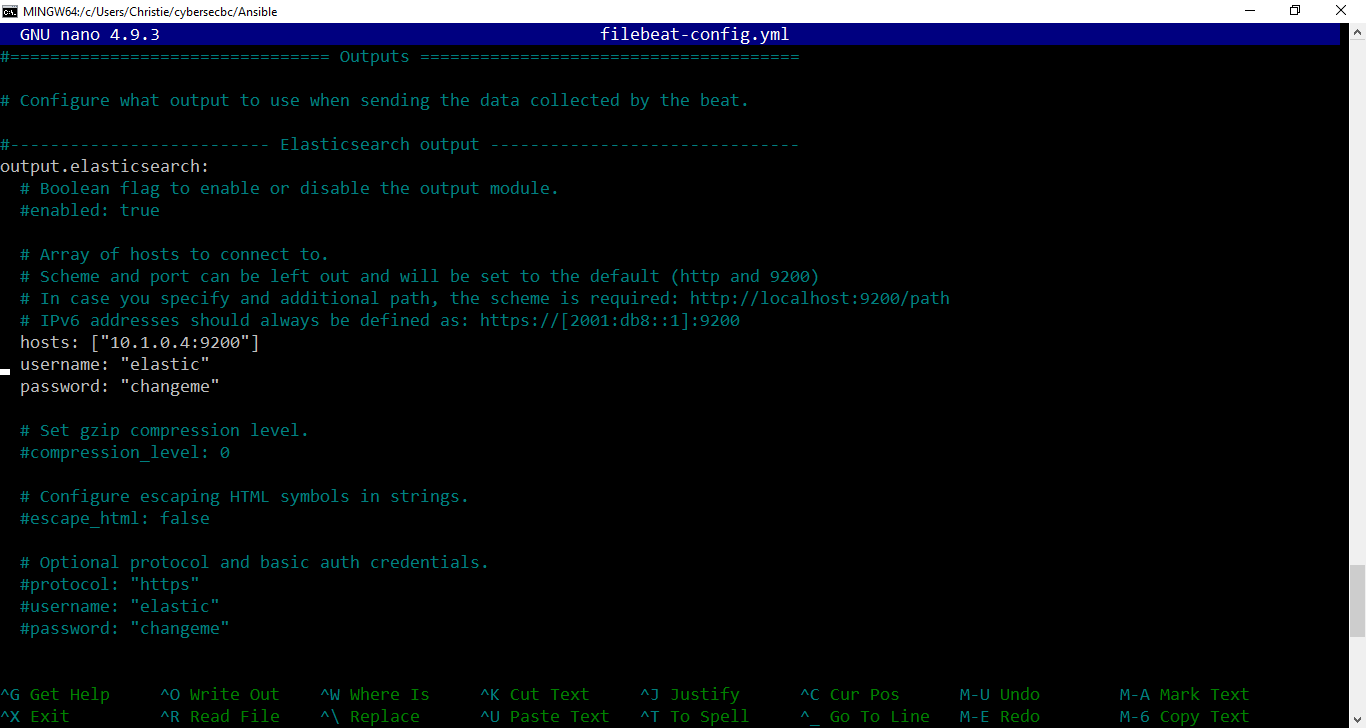 MINGW64:/c/Users/Christie/cybersecbc/Ansible
GNU nano 4.9.3 filebeat-config.yml
#================================ Outputs ======================================

# Configure what output to use when sending the data collected by the beat.

#-------------------------- Elasticsearch output -------------------------------
output.elasticsearch:
  # Boolean flag to enable or disable the output module.
  #enabled: true

  # Array of hosts to connect to.
  # Scheme and port can be left out and will be set to the default (http and 9200)
  # In case you specify and additional path, the scheme is required: http://localhost:9200/path
  # IPv6 addresses should always be defined as: https://[2001:db8::1]:9200
  hosts: ["10.1.0.4:9200"]
  username: "elastic"
  password: "changeme"

  # Set gzip compression level.
  #compression_level: 0

  # Configure escaping HTML symbols in strings.
  #escape_html: false

  # Optional protocol and basic auth credentials.
  #protocol: "https"
  #username: "elastic"
  #password: "changeme"

^G Get Help ^O Write Out ^W Where Is ^K Cut Text ^J Justify ^C Cur Pos M-U Undo M-A Mark Text
^X Exit ^R Read File ^\ Replace ^U Paste Text ^T To Spell ^_ Go To Line M-E Redo M-6 Copy Text